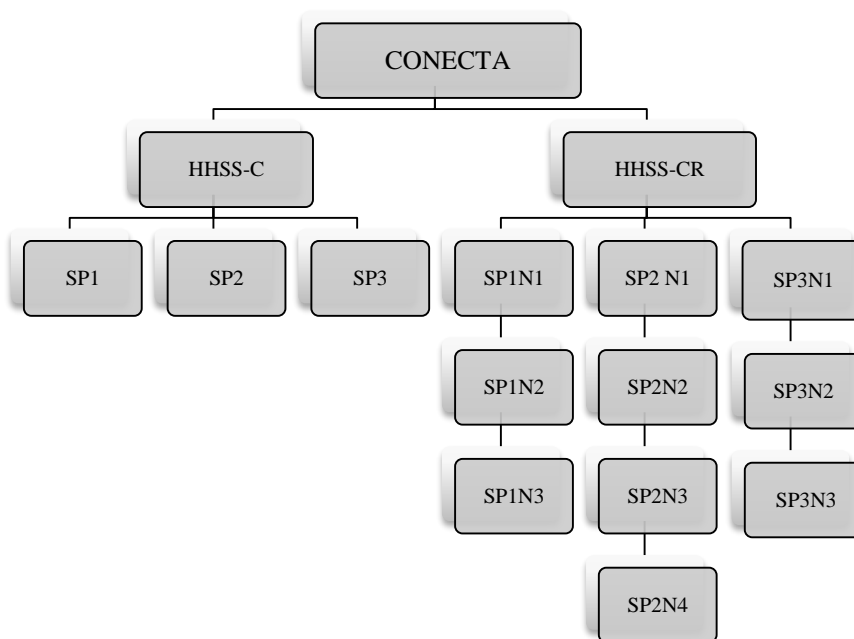 CONECTA
HHSS-C
HHSS-CR
SP1
SP2
SP3
SP1N1
SP2 N1
SP3N1
SP1N2
SP2N2
SP3N2
SP1N3
SP2N3
SP3N3
SP2N4